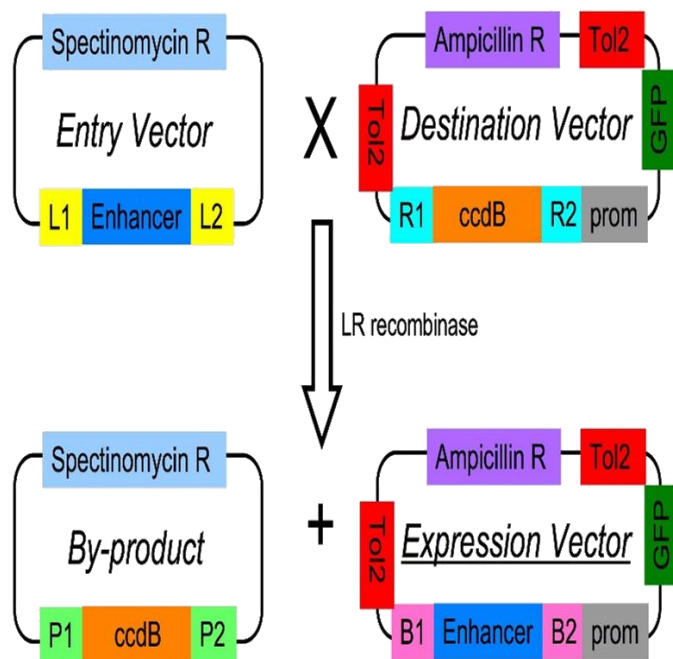 Spectinomycin R
Ampicillin R
Tol2
Entry Vector
X
Tol2
Destination Vector
GFP
L1
Enhancer
L2
R1
ccdB
R2
prom
LR recombinase
Spectinomycin R
Ampicillin R
Tol2
By-product
+
Tol2
Expression Vector
GFP
P1
ccdB
P2
B1
Enhancer
B2
prom